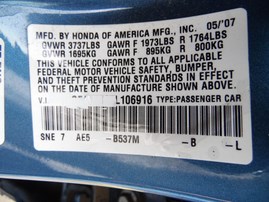 MFD. BY HONDA OF AMERICA MFG., INC. 05/'07
GVWR 3737LBS GAWR F 1973LBS R 1764LBS
GVWR 1695KG GAWR F 895KG R 800KG
THIS VEHICLE CONFORMS TO ALL APPLICABLE
FEDERAL MOTOR VEHICLE SAFETY, BUMPER,
AND THEFT PREVENTION STANDARDS IN EFFECT
ON THE DATE OF MANUFACTURE SHOWN ABOVE.
V.I L106916 TYPE:PASSENGER CAR
SNE 7 AE5 -B537M -B -L